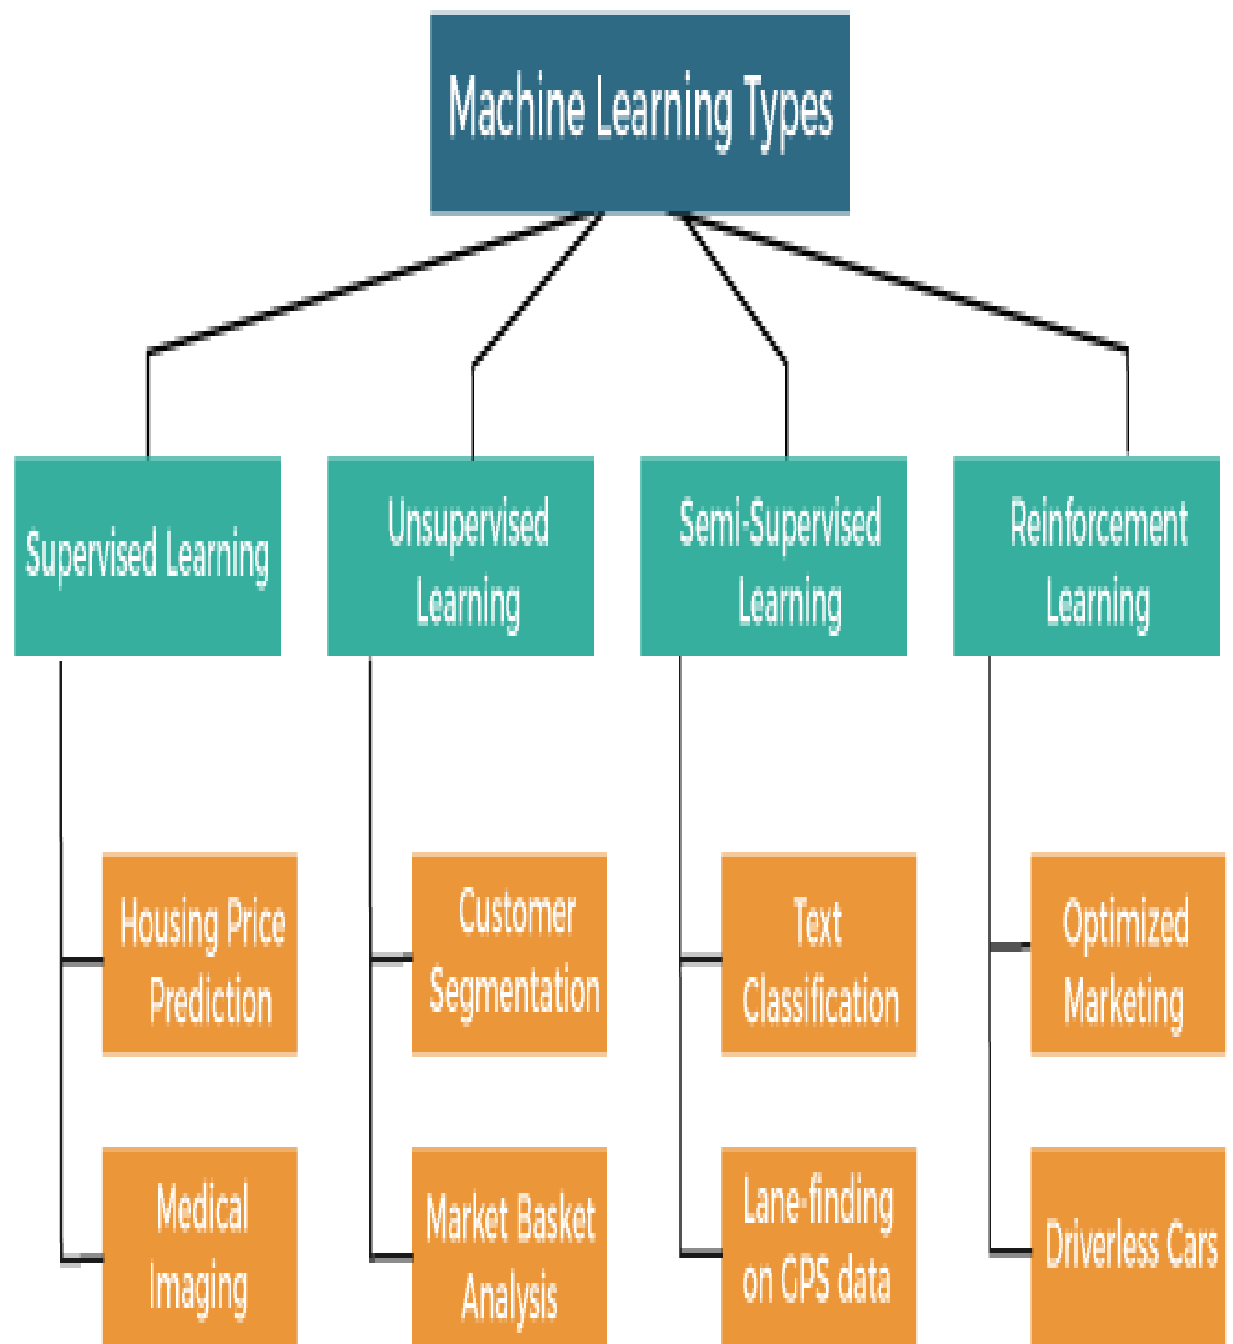 Machine Learning Types
Supervised Learning
Unsupervised
Learning
Semi-Supervised
Learning
Reinforcement
Learning
Housing Price
Prediction
Customer
Segmentation
Text
Classification
Optimized
Marketing
Medical
Imaging
Market Basket
Analysis
Lane-finding
on GPS data
Driverless Cars